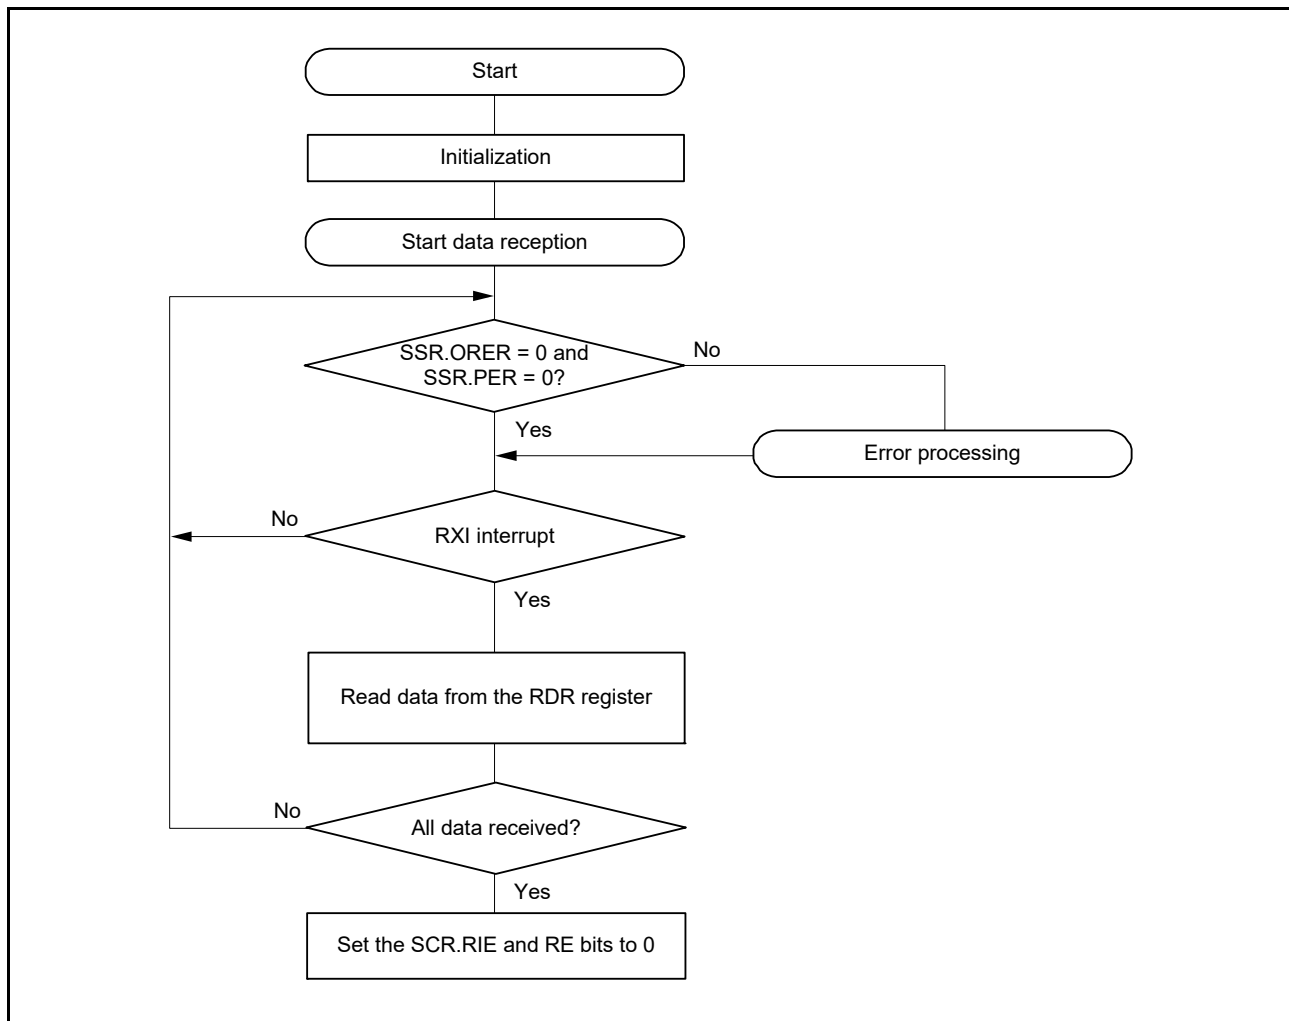 Start
Initialization
Start data reception
SSR.ORER = 0 and
SSR.PER = 0?
No
Yes
Error processing
No
RXI interrupt
Yes
Read data from the RDR register
No
All data received?
Yes
Set the SCR.RIE and RE bits to 0